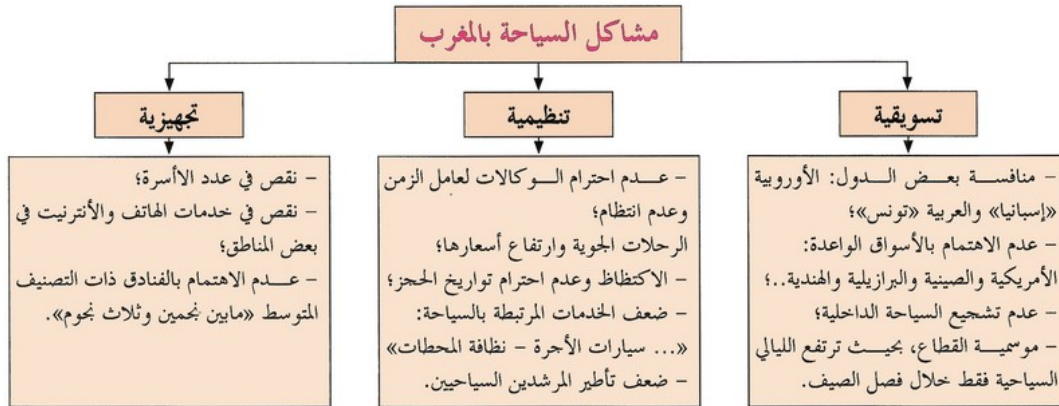 مشاكل السياحة بالمغرب
تسويقية
– منافسة بعض الدول: الأوروبية
«إسبانيا» والعربية «تونس»؛
– عدم الاهتمام بالأسواق الواعدة:
الأمريكية والصينية والبرازيلية والهندية..؛
– عدم تشجيع السياحة الداخلية؛
– موسمية القطاع، بحيث ترتفع الليالي
السياحية فقط خلال فصل الصيف.
تنظيمية
– عدم احترام الوكالات لعامل الزمن
وعدم انتظام؛
الرحلات الجوية وارتفاع أسعارها؛
– الاكتظاظ وعدم احترام تواريخ الحجز؛
– ضعف الخدمات المرتبطة بالسياحة:
«... سيارات الأجرة – نظافة المحطات»
– ضعف تأطير المرشدين السياحيين.
تجهيزية
– نقص في عدد الاأسرة؛
– نقص في خدمات الهاتف والأنترنيت في
بعض المناطق؛
– عدم الاهتمام بالفنادق ذات التصنيف
المتوسط «مابين نجمين وثلاث نجوم».